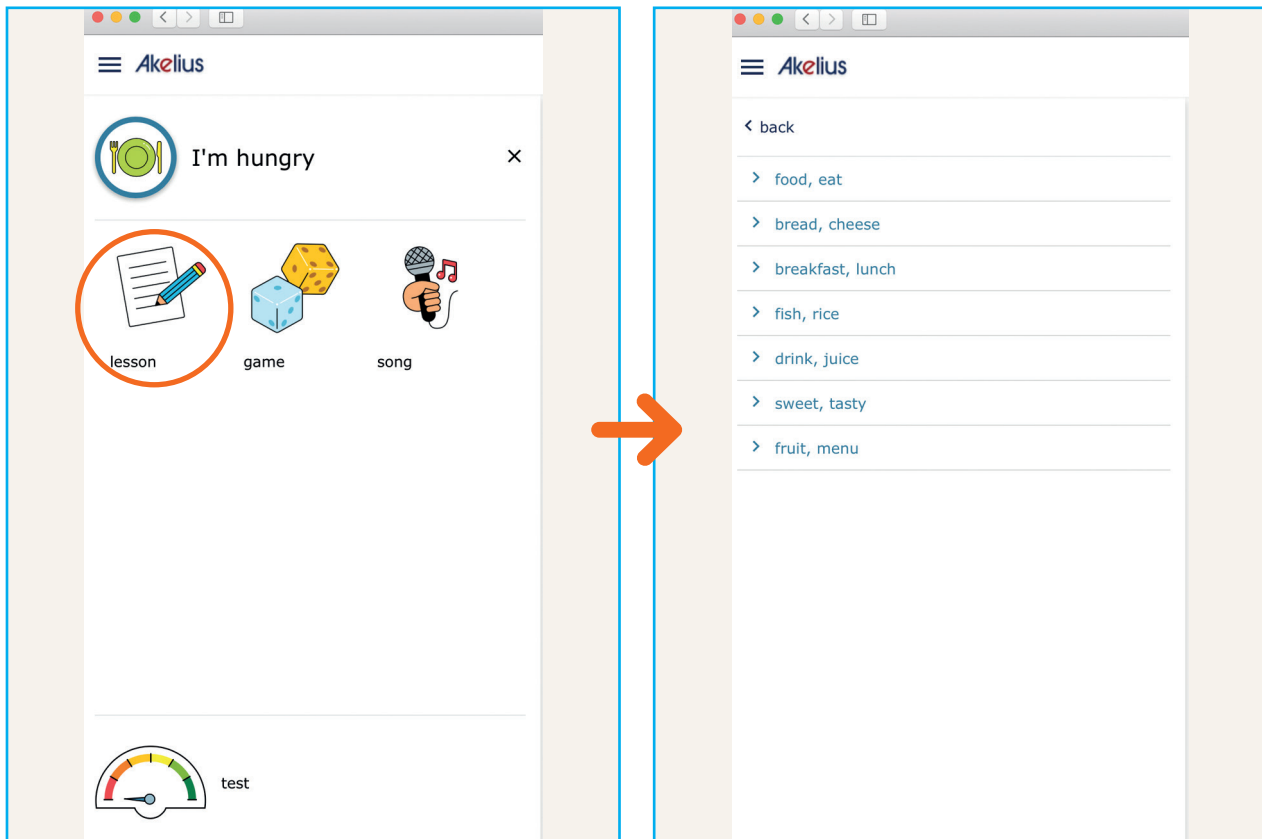 Akelius
I'm hungry
lesson
game
song
test
Akelius
back
food, eat
bread, cheese
breakfast, lunch
fish, rice
drink, juice
sweet, tasty
fruit, menu